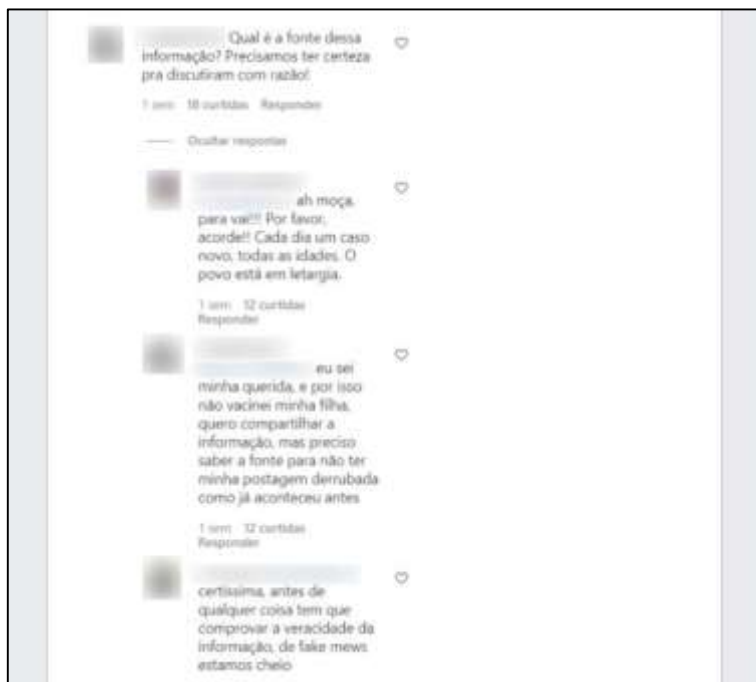 Qual é a fonte dessa
informação? Precisamos ter certeza
pra discutiram com razão!
1 sem 18 curtidas Responder
Ocultar respostas
ah moça,
para vai!!! Por favor,
acorde!! Cada dia um caso
novo, todas as idades. O
povo está em letargia.
1 sem 12 curtidas
Responder
eu sei
minha querida, e por isso
não vacinei minha filha,
quero compartilhar a
informação, mas preciso
saber a fonte para não ter
minha postagem derrubada
como já aconteceu antes
1 sem 12 curtidas
Responder
certíssima, antes de
qualquer coisa tem que
comprovar a veracidade da
informação, de fake mews
estamos cheio